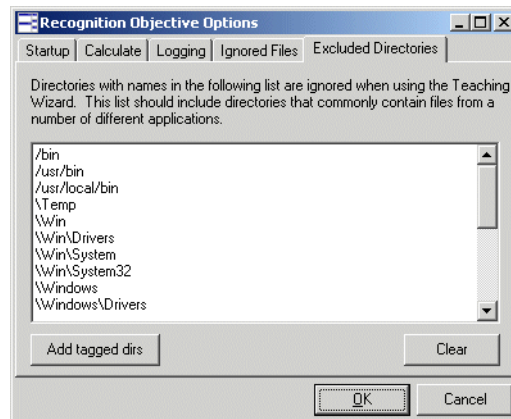 Recognition Objective Options
Startup Calculate Logging Ignored Files Excluded Directories
Directories with names in the following list are ignored when using the Teaching
Wizard. This list should include directories that commonly contain files from a
number of different applications.
/bin
/usr/bin
/usr/local/bin
\Temp
\Win
\Win\Drivers
\Win\System
\Win\System32
\Windows
\Windows\Drivers
Add tagged dirs Clear
OK Cancel